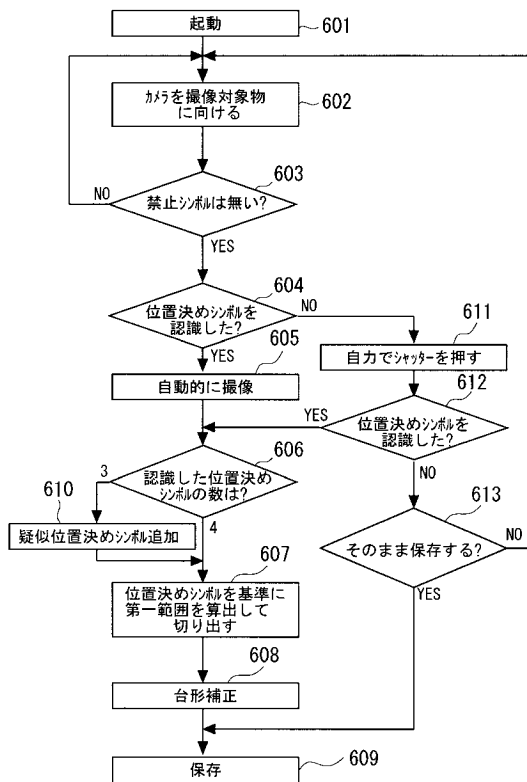 起動
601
カメラを撮像対象物
に向ける
602
603
禁止シンボルは無い?
NO
YES
604
位置決めシンボルを
認識した?
NO
YES
605
自動的に撮像
611
自力でシャッターを押す
612
位置決めシンボルを
認識した?
YES
NO
606
認識した位置決め
シンボルの数は?
3
4
610
疑似位置決めシンボル追加
613
そのまま保存する?
NO
YES
607
位置決めシンボルを基準に
第一範囲を算出して
切り出す
608
台形補正
保存
609